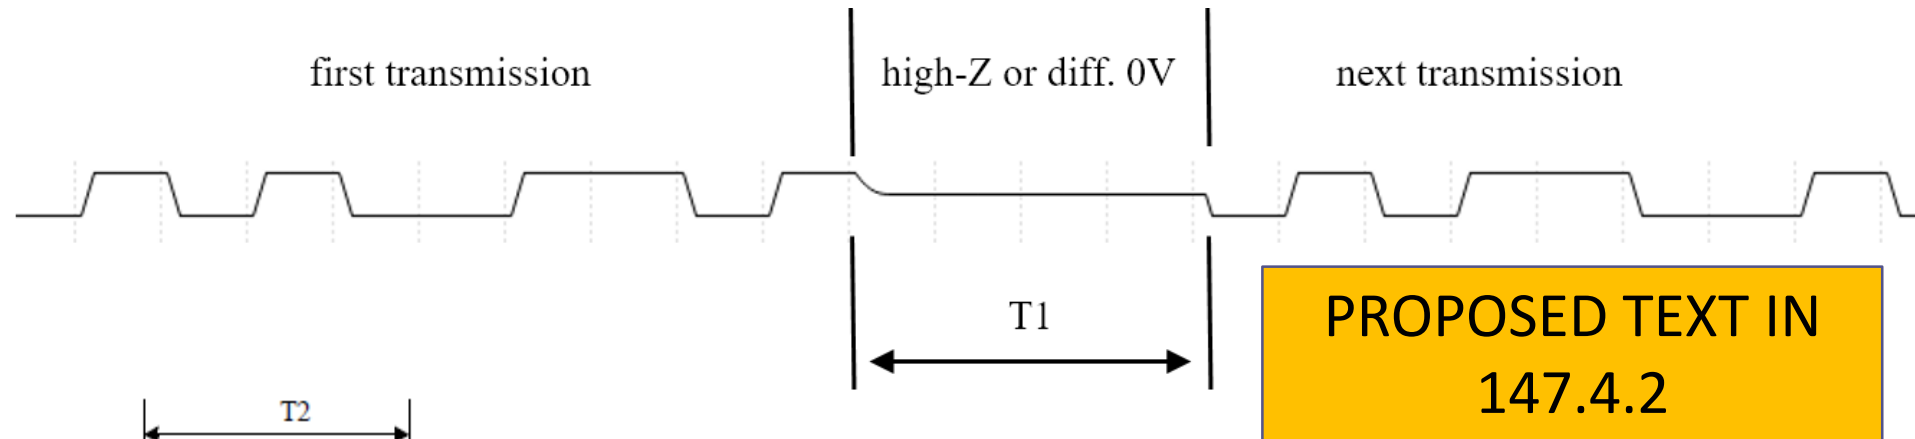 first transmission
high-Z or diff. 0V
next transmission
T1
PROPOSED TEXT IN
147.4.2
T2